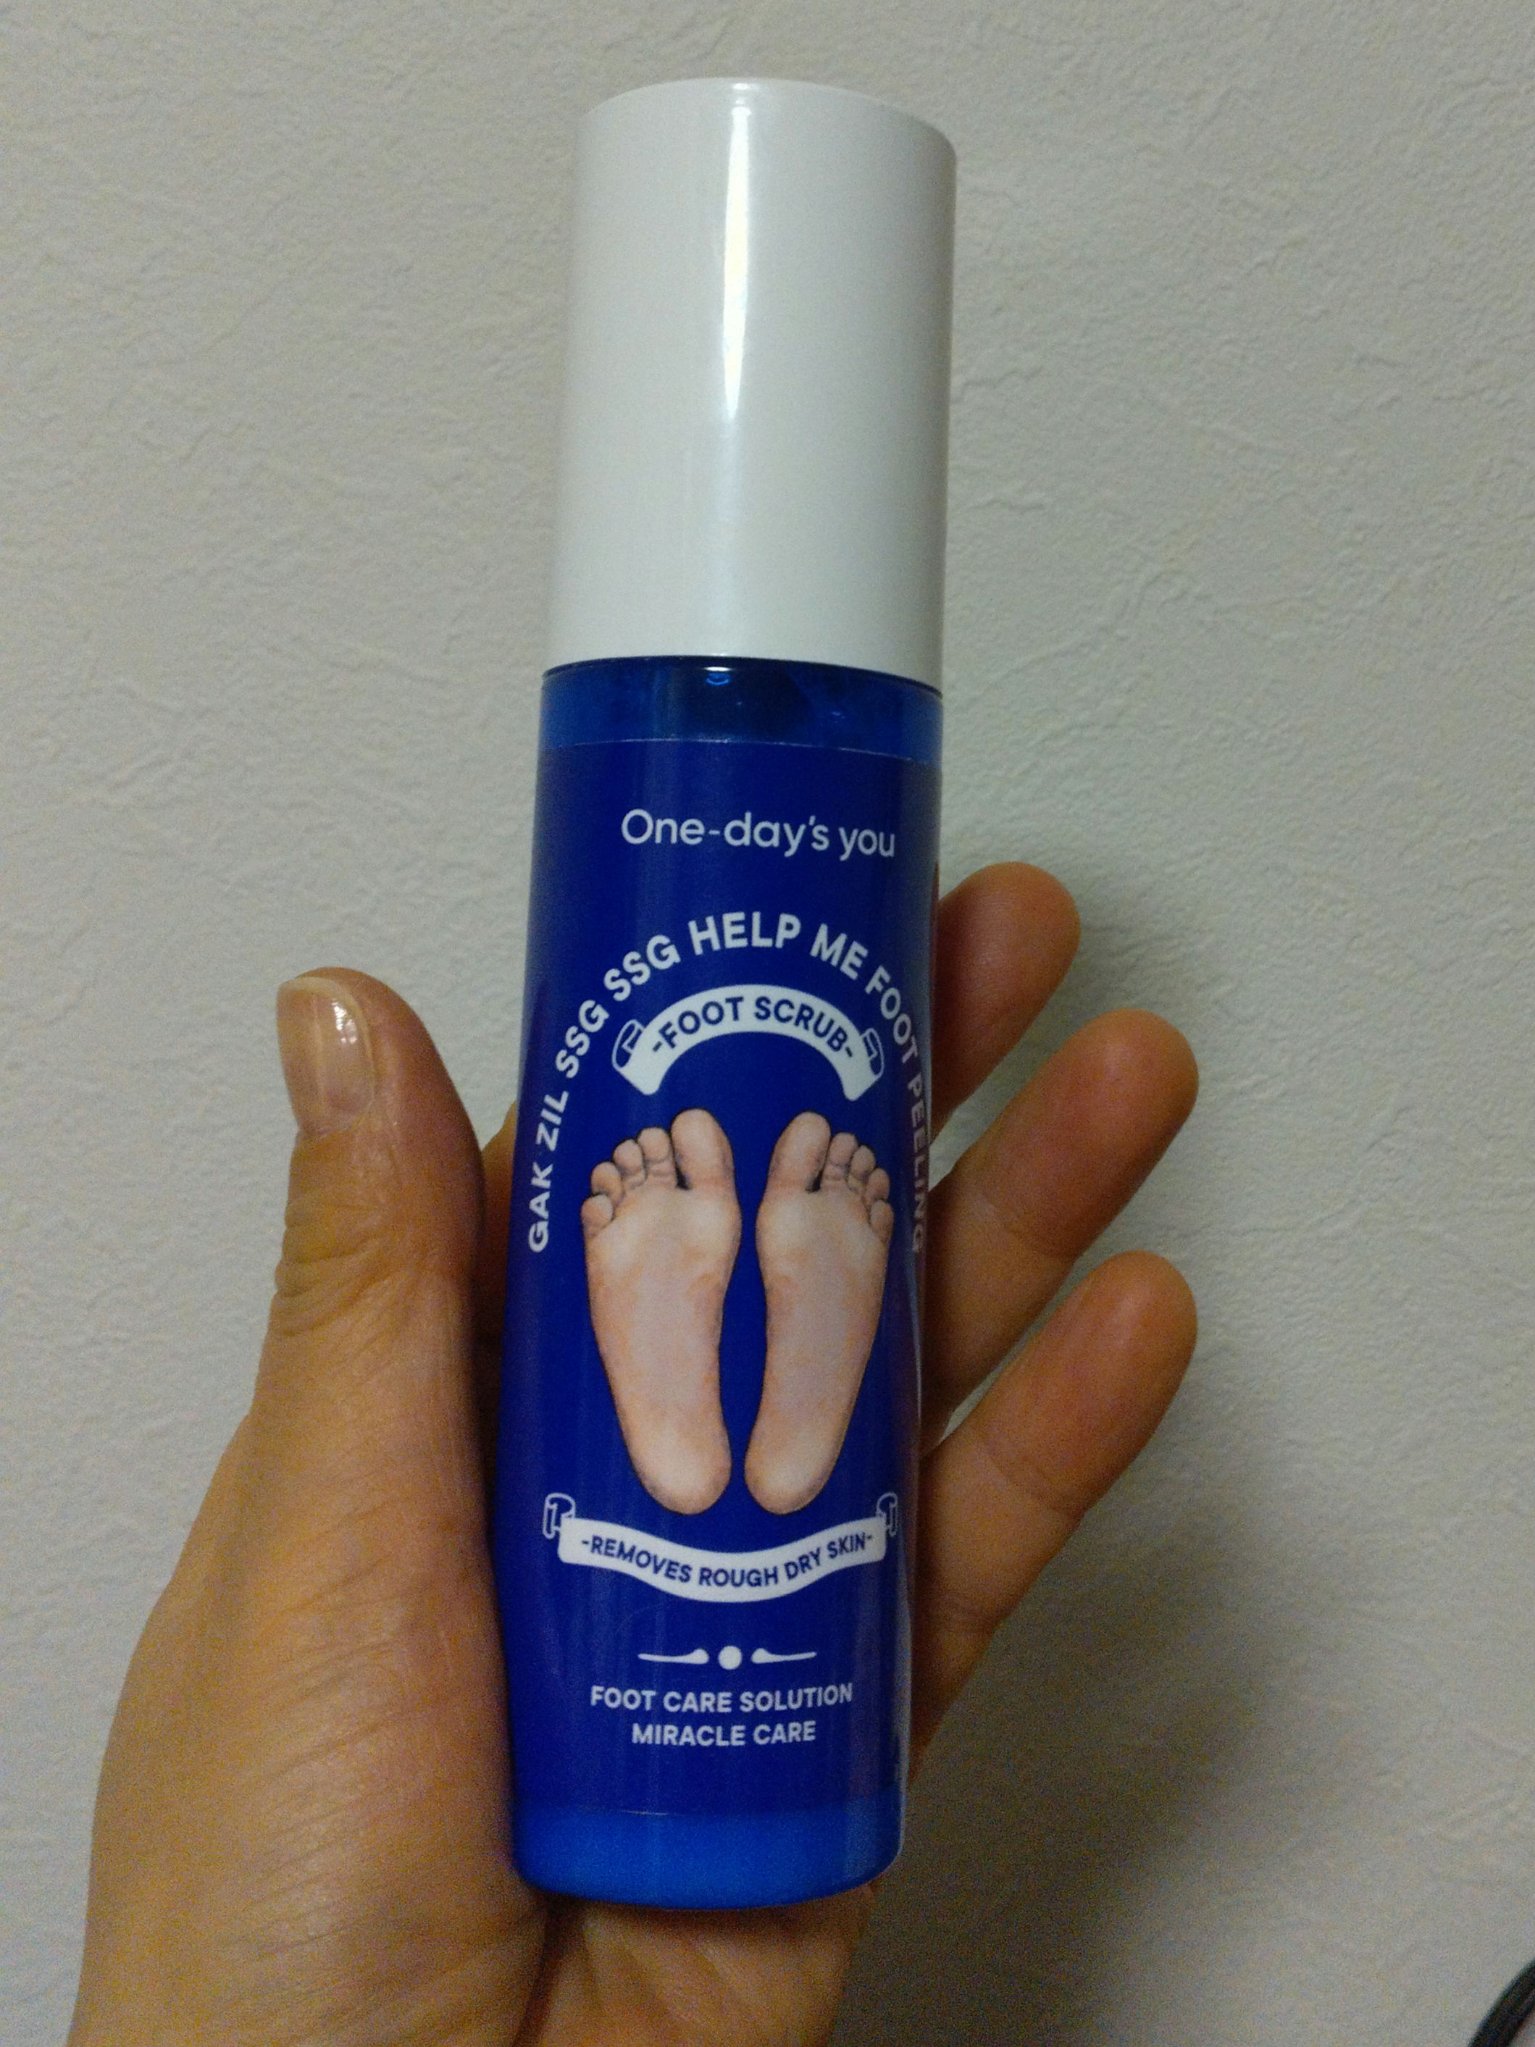 One-day's you
GAK ZIL SSG SSG HELP ME FOOT PEELING
-FOOT SCRUB-
-REMOVES ROUGH DRY SKIN-
FOOT CARE SOLUTION
MIRACLE CARE